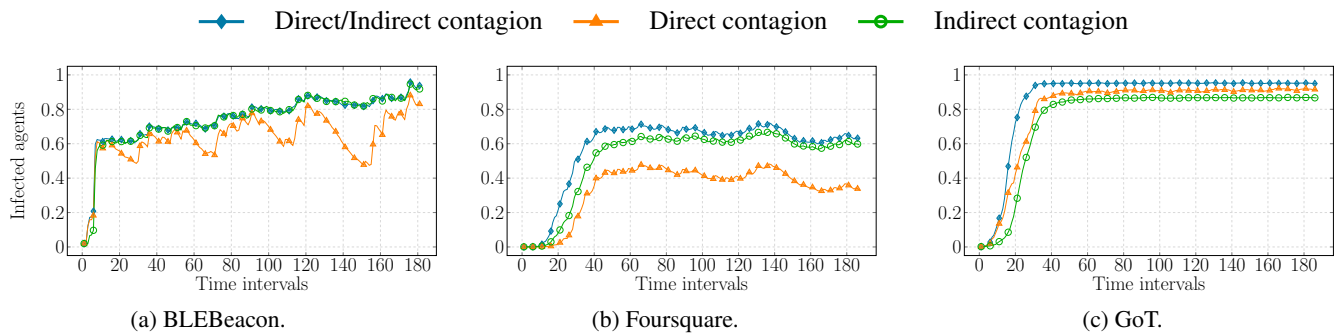 Direct/Indirect contagion Direct contagion Indirect contagion
Infected agents
1
0.8
0.6
0.4
0.2
0
0 20 40 60 80 100 120 140 160 180
Time intervals
(a) BLEBeacon.
1
0.8
0.6
0.4
0.2
0
0 20 40 60 80 100 120 140 160 180
Time intervals
(b) Foursquare.
1
0.8
0.6
0.4
0.2
0
0 20 40 60 80 100 120 140 160 180
Time intervals
(c) GoT.